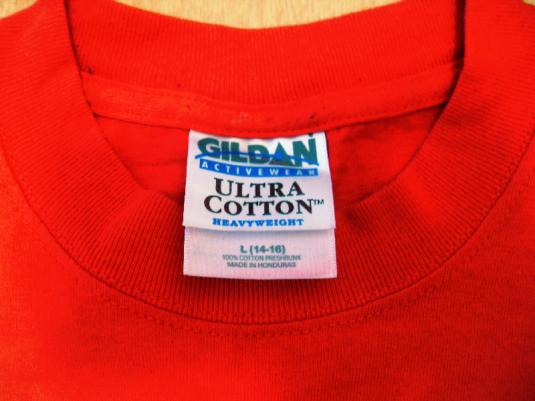 GILDAN
ACTIVEWEAR
ULTRA
COTTON™
HEAVYWEIGHT
L (14-16)
100% COTTON PRESHRUNK
MADE IN HONDURAS